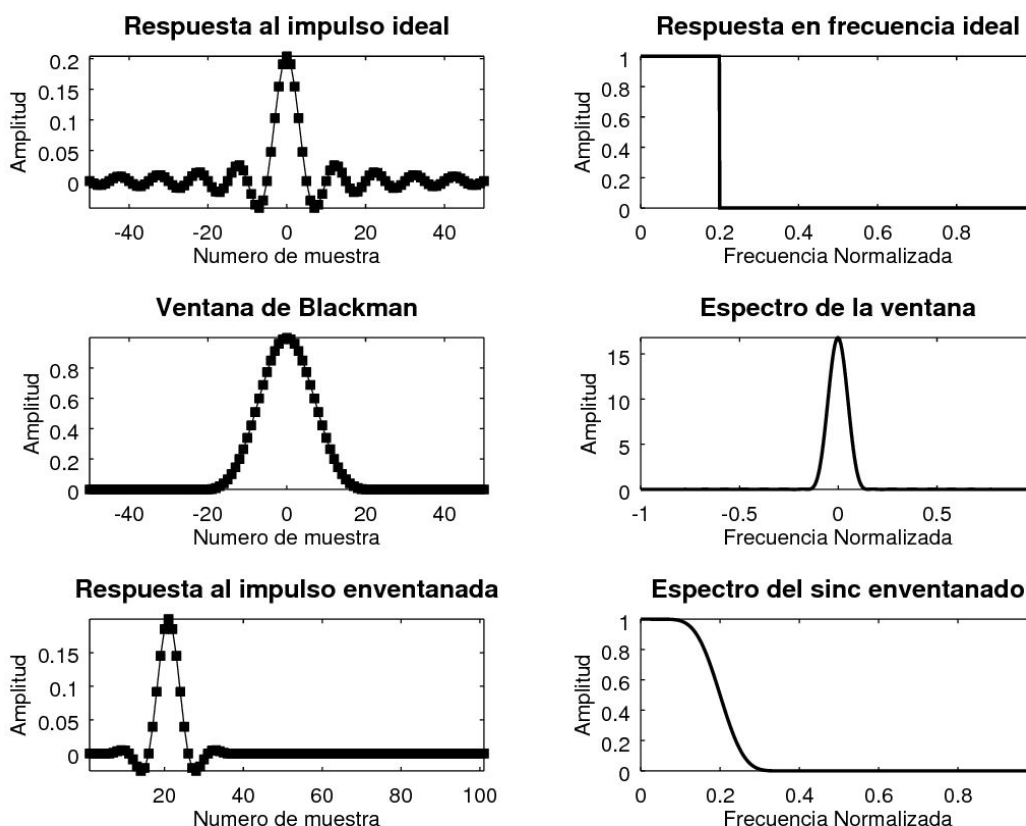 Respuesta al impulso ideal
Amplitud
0.2
0.15
0.1
0.05
0
-40 -20 0 20 40
Numero de muestra
Respuesta en frecuencia ideal
Amplitud
1
0.8
0.6
0.4
0.2
0
0 0.2 0.4 0.6 0.8
Frecuencia Normalizada
Ventana de Blackman
Amplitud
0.8
0.6
0.4
0.2
0
-40 -20 0 20 40
Numero de muestra
Espectro de la ventana
Amplitud
15
10
5
0
-1 -0.5 0 0.5
Frecuencia Normalizada
Respuesta al impulso enventanada
Amplitud
0.15
0.1
0.05
0
20 40 60 80 100
Numero de muestra
Espectro del sinc enventanado
Amplitud
1
0.8
0.6
0.4
0.2
0
0 0.2 0.4 0.6 0.8
Frecuencia Normalizada